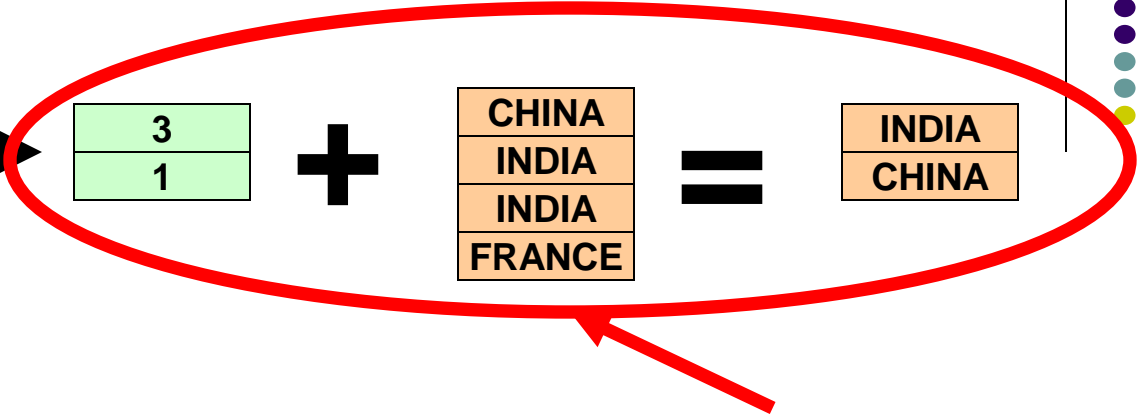 3
1
+
CHINA
INDIA
INDIA
FRANCE
=
INDIA
CHINA